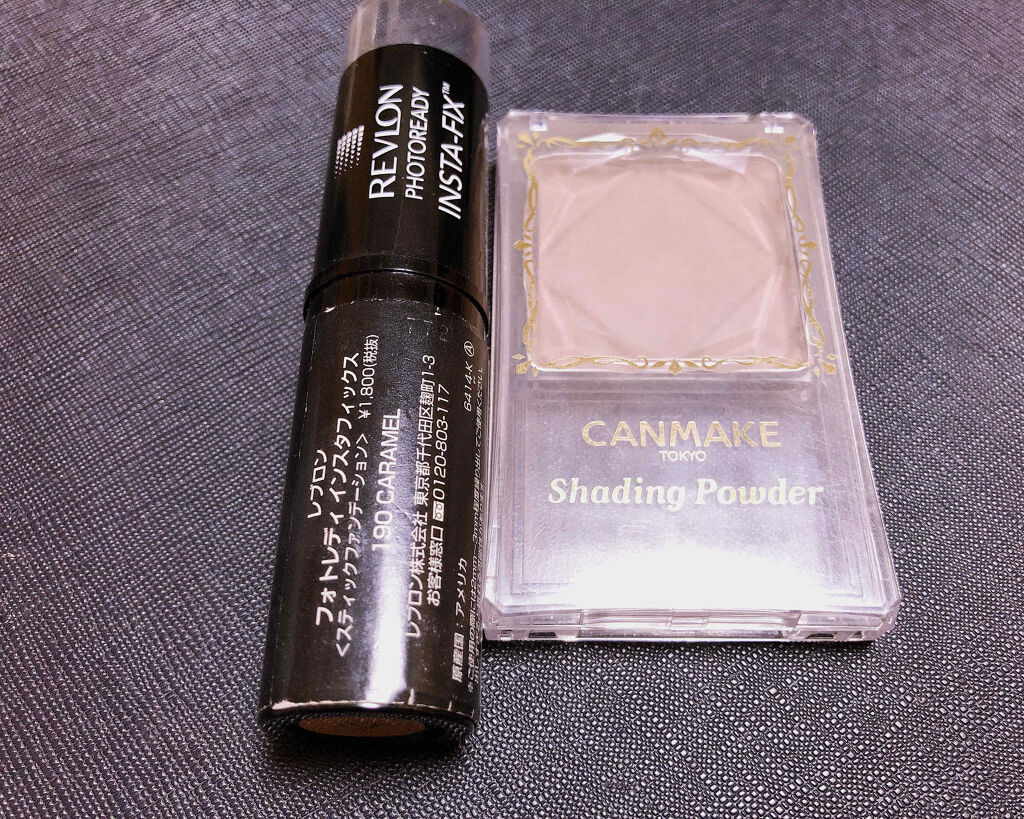 REVLON
PHOTOREADY
INSTA-FIX™
レブロン
フォトレディ インスタフィックス
<スティックファンデーション> ¥1,800(税抜)
190 CARAMEL
レブロン株式会社 東京都千代田区麹町1-3
お客様窓口 0120-803-117
原産国：アメリカ 6414-K Ⓐ
CANMAKE
TOKYO
Shading Powder